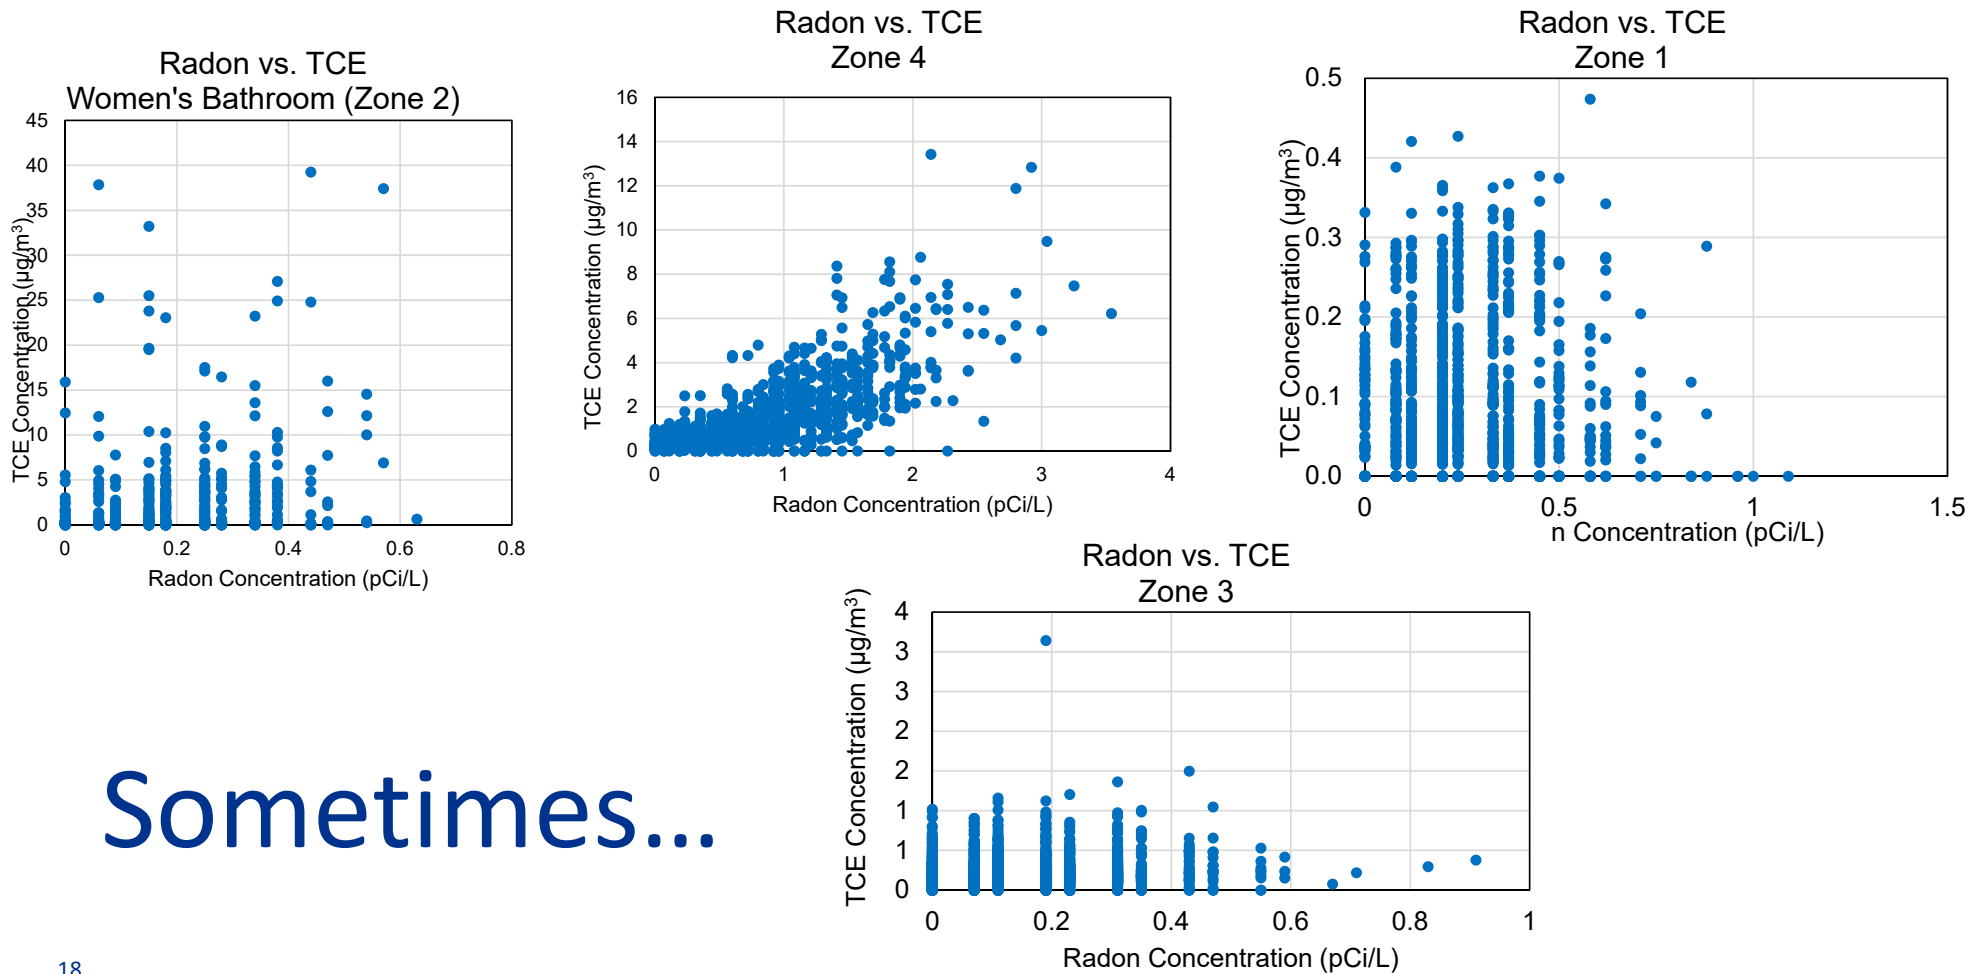 Radon vs. TCE
Women's Bathroom (Zone 2)
45
40
35
30
25
20
15
10
5
0
TCE Concentration (µg/m³)
0 0.2 0.4 0.6 0.8
Radon Concentration (pCi/L)
Radon vs. TCE
Zone 4
16
14
12
10
8
6
4
2
0
TCE Concentration (µg/m³)
0 1 2 3 4
Radon Concentration (pCi/L)
Radon vs. TCE
Zone 1
0.5
0.4
0.3
0.2
0.1
0.0
TCE Concentration (µg/m³)
0 0.5 1 1.5
n Concentration (pCi/L)
Radon vs. TCE
Zone 3
4
3
3
2
2
1
1
0
TCE Concentration (µg/m³)
0 0.2 0.4 0.6 0.8 1
Radon Concentration (pCi/L)
Sometimes...
18